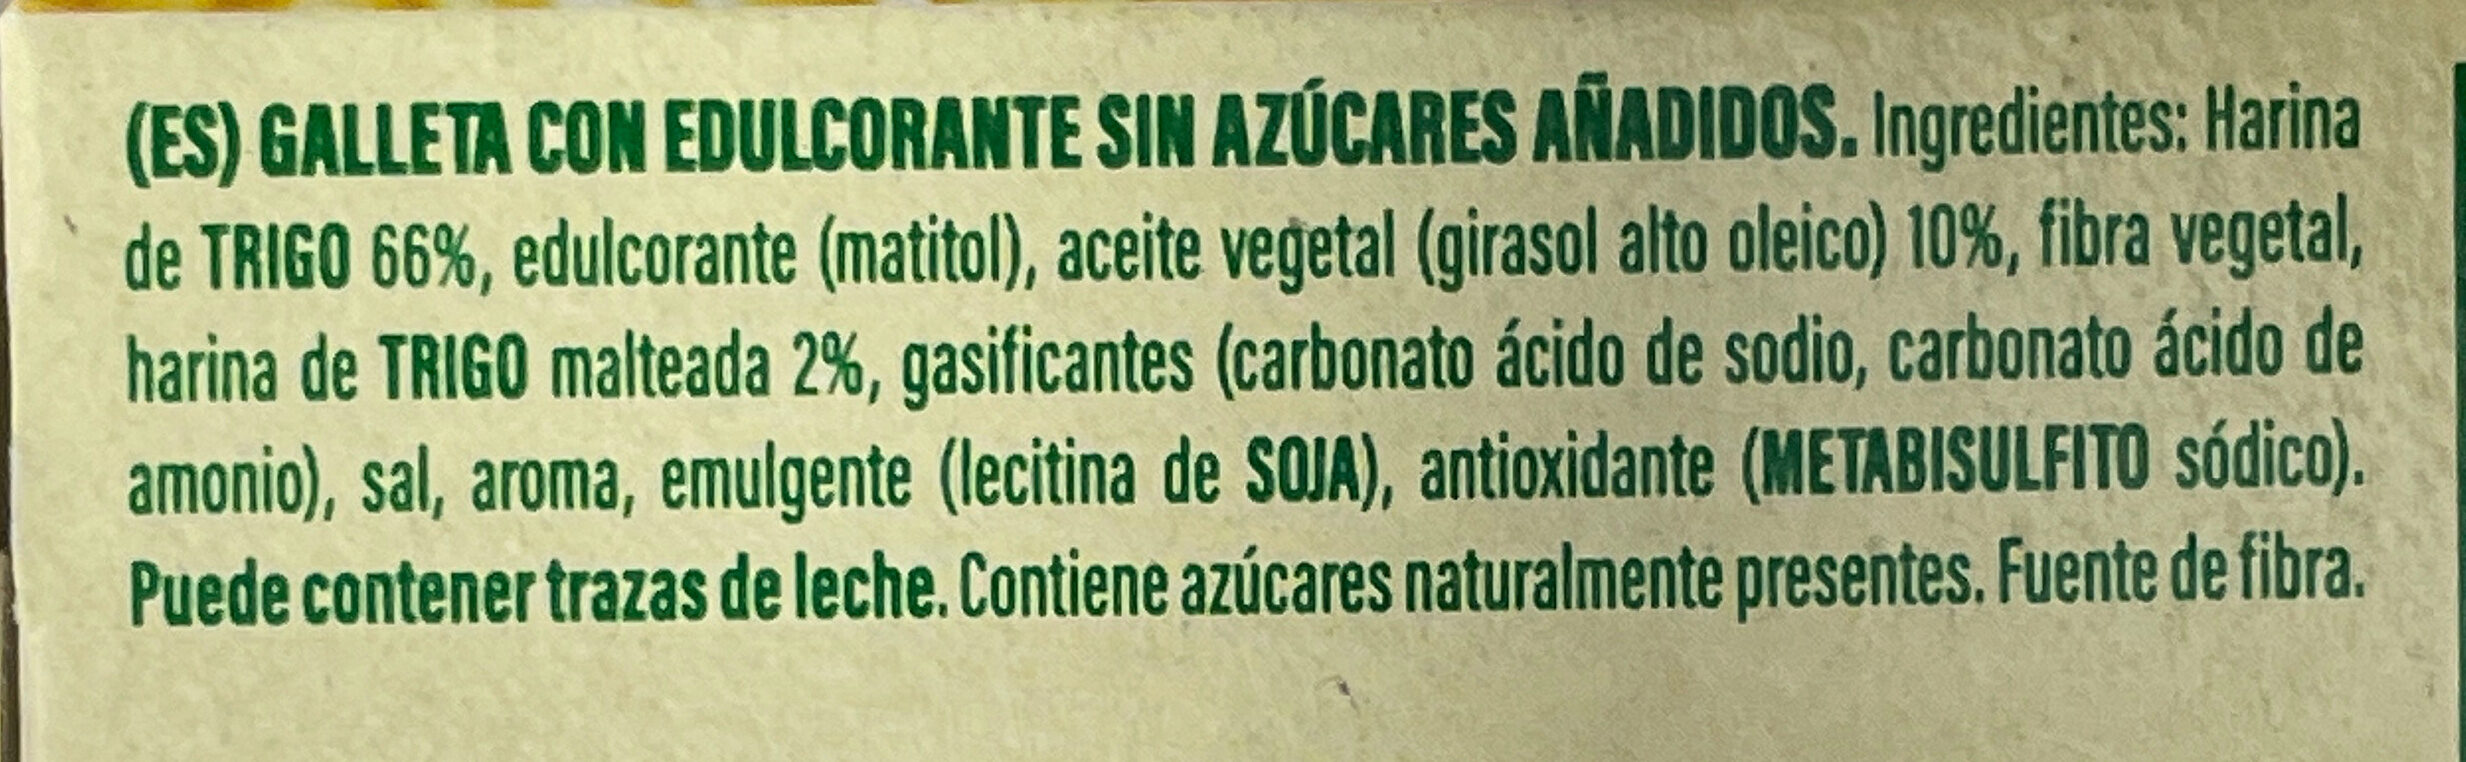 (ES) GALLETA CON EDULCORANTE SIN AZÚCARES AÑADIDOS. Ingredientes: Harina
de TRIGO 66%, edulcorante (matitol), aceite vegetal (girasol alto oleico) 10%, fibra vegetal,
harina de TRIGO malteada 2%, gasificantes (carbonato ácido de sodio, carbonato ácido de
amonio), sal, aroma, emulgente (lecitina de SOJA), antioxidante (METABISULFITO sódico).
Puede contener trazas de leche. Contiene azúcares naturalmente presentes. Fuente de fibra.